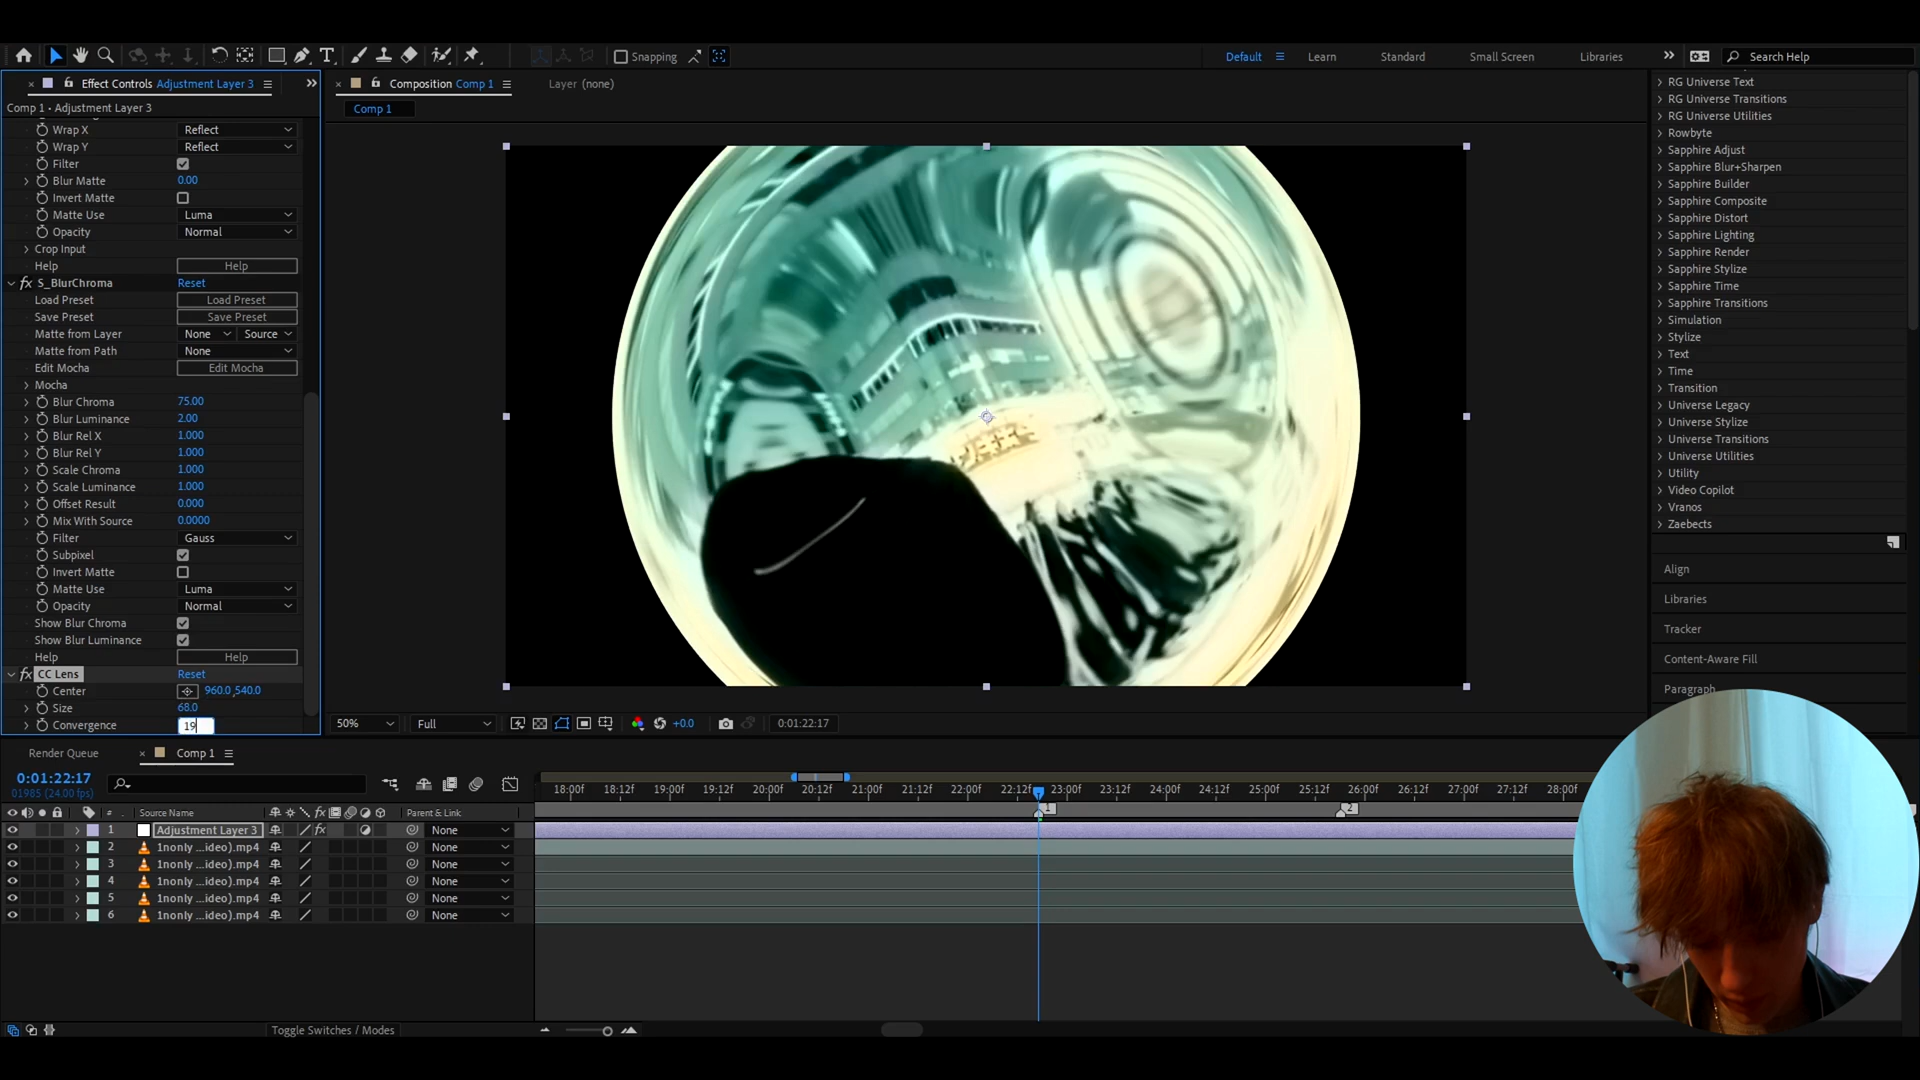 Snapping
Default
Learn
Standard
Small Screen
Libraries
Search Help
Effect Controls Adjustment Layer 3
Composition Comp 1
Layer (none)
Comp 1 • Adjustment Layer 3
Comp 1
Wrap X Reflect
Wrap Y Reflect
Filter
Blur Matte 0.00
Invert Matte
Matte Use Luma
Opacity Normal
Crop Input
Help Help
fx S_BlurChroma Reset
Load Preset Load Preset
Save Preset Save Preset
Matte from Layer None Source
Matte from Path None
Edit Mocha Edit Mocha
Mocha
Blur Chroma 75.00
Blur Luminance 2.00
Blur Rel X 1.000
Blur Rel Y 1.000
Scale Chroma 1.000
Scale Luminance 1.000
Offset Result 0.000
Mix With Source 0.0000
Filter Gauss
Subpixel
Invert Matte
Matte Use Luma
Opacity Normal
Show Blur Chroma
Show Blur Luminance
Help Help
fx CC Lens Reset
Center 960.0,540.0
Size 68.0
Convergence 19
50% Full +0.0 0:01:22:17
RG Universe Text
RG Universe Transitions
RG Universe Utilities
Rowbyte
Sapphire Adjust
Sapphire Blur+Sharpen
Sapphire Builder
Sapphire Composite
Sapphire Distort
Sapphire Lighting
Sapphire Render
Sapphire Stylize
Sapphire Time
Sapphire Transitions
Simulation
Stylize
Text
Time
Transition
Universe Legacy
Universe Stylize
Universe Transitions
Universe Utilities
Utility
Video Copilot
Vranos
Zaebects
Align
Libraries
Tracker
Content-Aware Fill
Paragraph
Render Queue
Comp 1
0:01:22:17
01985 (24.00 fps)
18:00f 18:12f 19:00f 19:12f 20:00f 20:12f 21:00f 21:12f 22:00f 22:12f 23:00f 23:12f 24:00f 24:12f 25:00f 25:12f 26:00f 26:12f 27:00f 27:12f 28:00f
1 2
# Source Name fx Parent & Link
1 Adjustment Layer 3 fx None
2 1nonly ...ideo).mp4 None
3 1nonly ...ideo).mp4 None
4 1nonly ...ideo).mp4 None
5 1nonly ...ideo).mp4 None
6 1nonly ...ideo).mp4 None
Toggle Switches / Modes